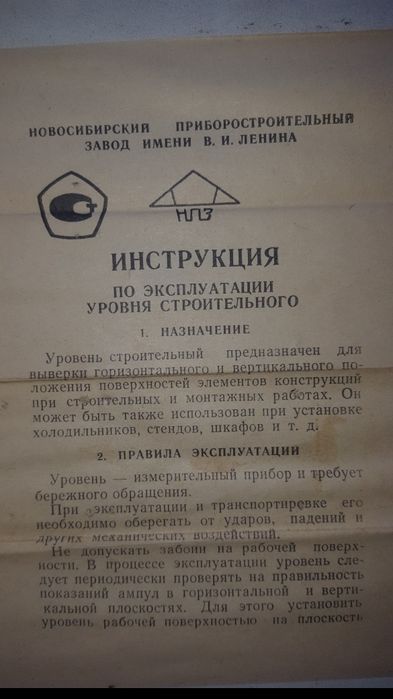 НОВОСИБИРСКИЙ ПРИБОРОСТРОИТЕЛЬНЫЙ
ЗАВОД ИМЕНИ В. И. ЛЕНИНА
НПЗ
ИНСТРУКЦИЯ
ПО ЭКСПЛУАТАЦИИ
УРОВНЯ СТРОИТЕЛЬНОГО
1. НАЗНАЧЕНИЕ
Уровень строительный предназначен для
выверки горизонтального и вертикального по-
ложения поверхностей элементов конструкций
при строительных и монтажных работах. Он
может быть также использован при установке
холодильников, стендов, шкафов и т. д.
2. ПРАВИЛА ЭКСПЛУАТАЦИИ
Уровень — измерительный прибор и требует
бережного обращения.
При эксплуатации и транспортировке его
необходимо оберегать от ударов, падений и
других механических воздействий.
Не допускать забоин на рабочей поверх-
ности. В процессе эксплуатации уровень сле-
дует периодически проверять на правильность
показаний ампул в горизонтальной и верти-
кальной плоскостях. Для этого установить
уровень рабочей поверхностью на плоскость